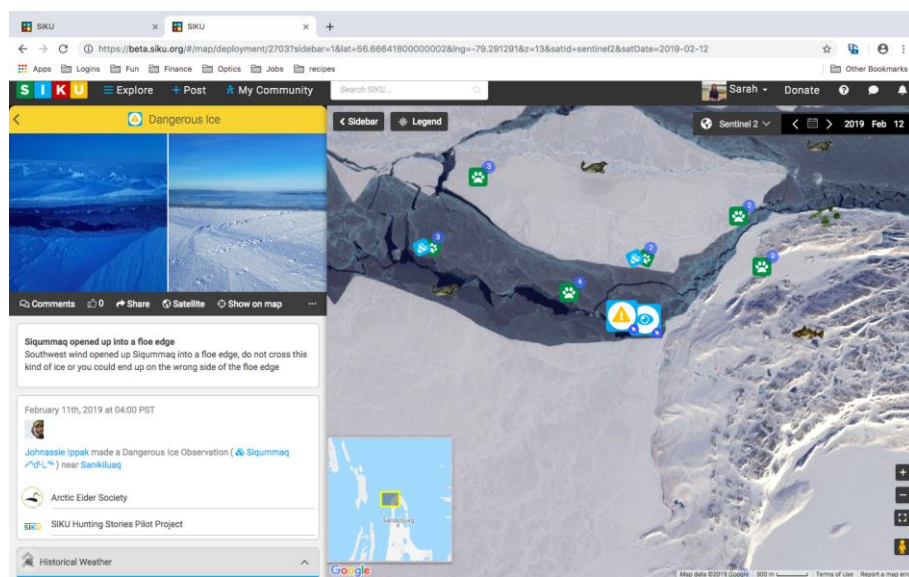 SIKU
SIKU
https://beta.siku.org/#/map/deployment/2703?sidebar=1&lat=56.66641800000002&lng=-79.291291&z=13&satId=sentinel2&satDate=2019-02-12
Apps Logins Fun Finance Optics Jobs recipes Other Bookmarks
S I K U Explore + Post My Community Search SIKU... Sarah Donate
Dangerous Ice
Sidebar Legend Sentinel 2 2019 Feb 12
3
2
3
2
2
4
Comments 0 Share Satellite Show on map
Siqummaq opened up into a floe edge
Southwest wind opened up Siqummaq into a floe edge, do not cross this
kind of ice or you could end up on the wrong side of the floe edge
February 11th, 2019 at 04:00 PST
Johnassie Ippak made a Dangerous Ice Observation ( Siqummaq
) near Sanikiluaq
Arctic Eider Society
SIKU
SIKU Hunting Stories Pilot Project
Historical Weather
Sanikiluaq
Google
Map data ©2019 Google 500 m Terms of Use Report a map